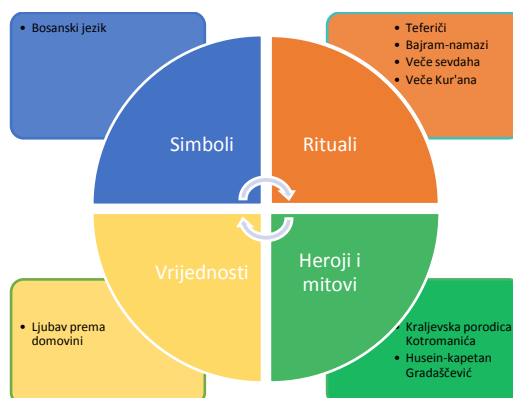 • Bosanski jezik
• Teferiči
• Bajram-namazi
• Veče sevdaha
• Veče Kur'ana
Simboli
Rituali
Vrijednosti
Heroji i
mitovi
• Ljubav prema
domovini
• Kraljevska porodica
Kotromanića
• Husein-kapetan
Gradaščević